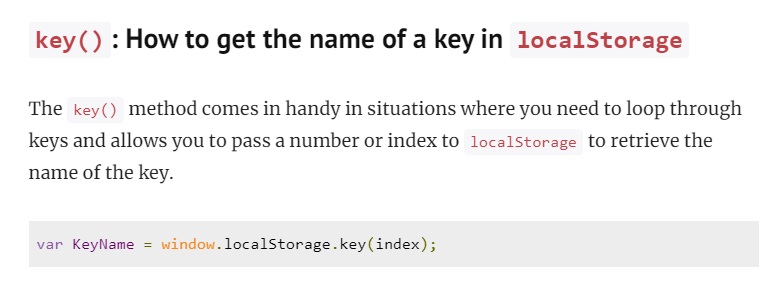 key(): How to get the name of a key in localStorage
The key() method comes in handy in situations where you need to loop through
keys and allows you to pass a number or index to localStorage to retrieve the
name of the key.
var KeyName = window.localStorage.key(index);